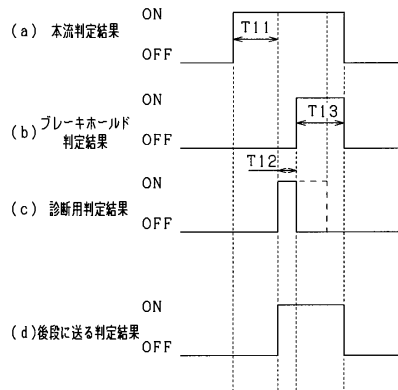 (a) 本流判定結果
ON
OFF
T11
(b) ブレーキホールド
判定結果
ON
OFF
T13
T12
(c) 診断用判定結果
ON
OFF
(d)後段に送る判定結果
ON
OFF